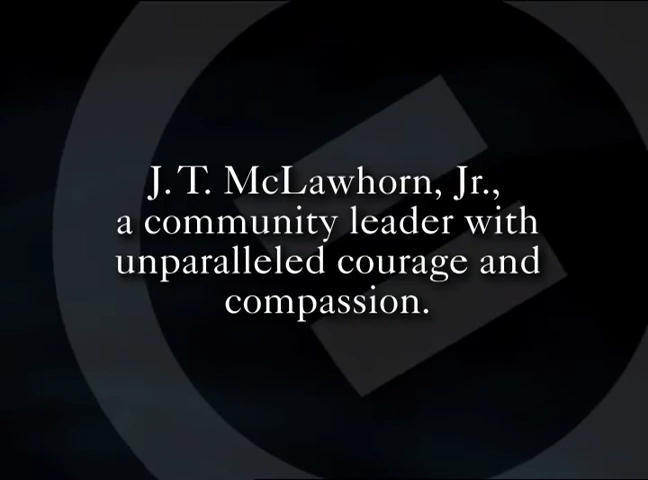 J. T. McLawhorn, Jr.,
a community leader with
unparalleled courage and
compassion.